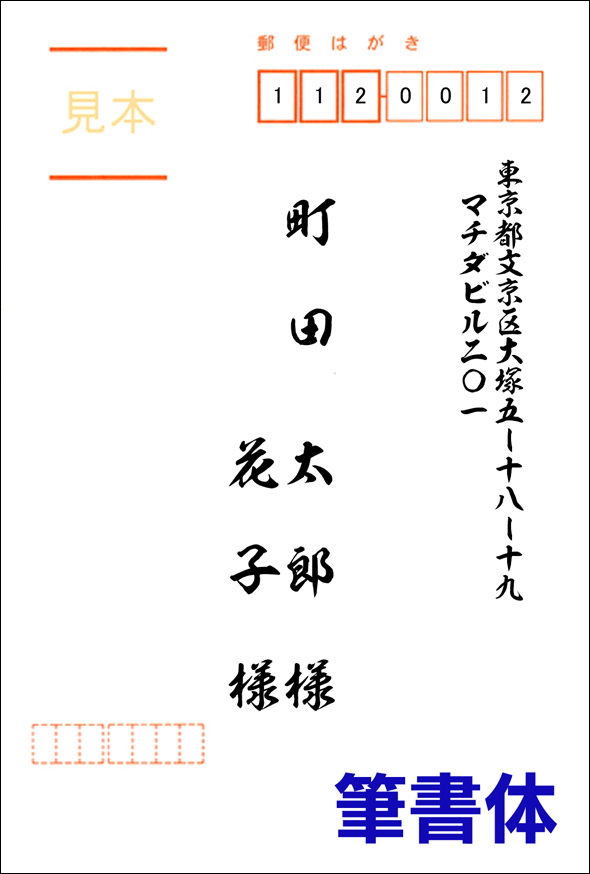 郵便はがき
見本
112-0012
東京都文京区大塚五ー十八ー十九
マチダビル二〇一
町田太郎様
花子様
筆書体